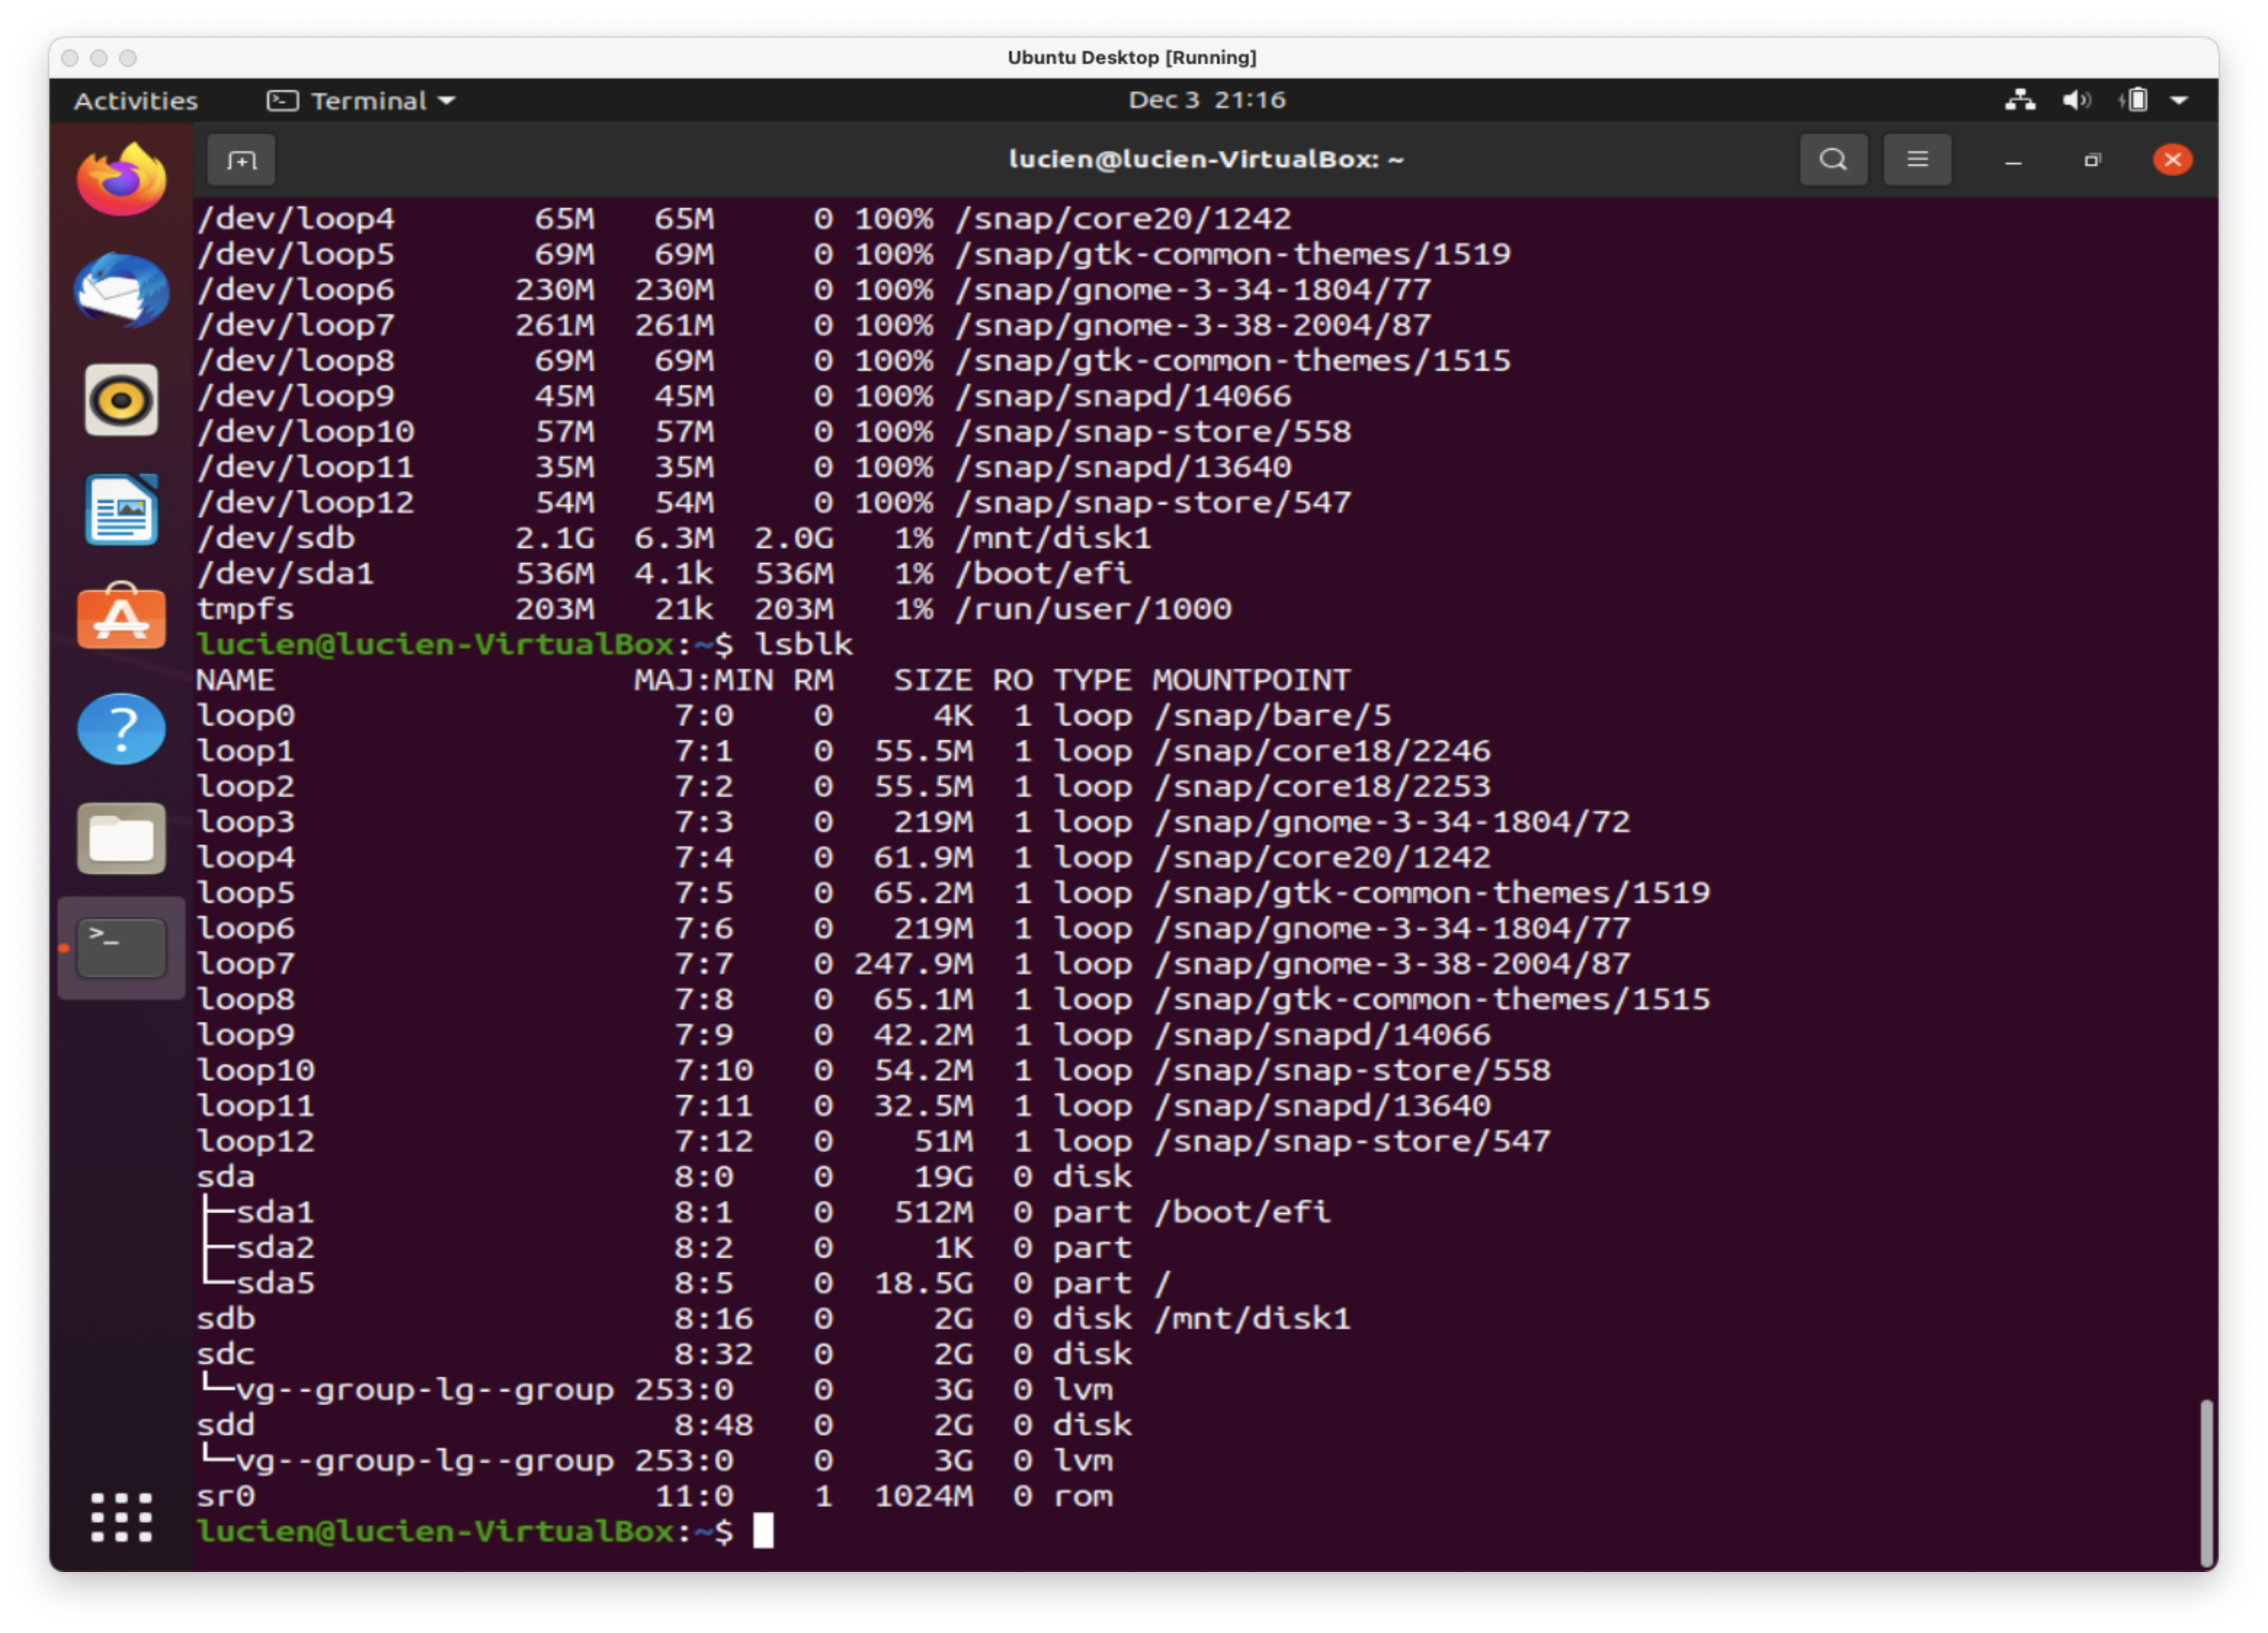 Ubuntu Desktop [Running]
Activities Terminal Dec 3 21:16
lucien@lucien-VirtualBox: ~
/dev/loop4 65M 65M 0 100% /snap/core20/1242
/dev/loop5 69M 69M 0 100% /snap/gtk-common-themes/1519
/dev/loop6 230M 230M 0 100% /snap/gnome-3-34-1804/77
/dev/loop7 261M 261M 0 100% /snap/gnome-3-38-2004/87
/dev/loop8 69M 69M 0 100% /snap/gtk-common-themes/1515
/dev/loop9 45M 45M 0 100% /snap/snapd/14066
/dev/loop10 57M 57M 0 100% /snap/snap-store/558
/dev/loop11 35M 35M 0 100% /snap/snapd/13640
/dev/loop12 54M 54M 0 100% /snap/snap-store/547
/dev/sdb 2.1G 6.3M 2.0G 1% /mnt/disk1
/dev/sda1 536M 4.1k 536M 1% /boot/efi
tmpfs 203M 21k 203M 1% /run/user/1000
lucien@lucien-VirtualBox:~$ lsblk
NAME MAJ:MIN RM SIZE RO TYPE MOUNTPOINT
loop0 7:0 0 4K 1 loop /snap/bare/5
loop1 7:1 0 55.5M 1 loop /snap/core18/2246
loop2 7:2 0 55.5M 1 loop /snap/core18/2253
loop3 7:3 0 219M 1 loop /snap/gnome-3-34-1804/72
loop4 7:4 0 61.9M 1 loop /snap/core20/1242
loop5 7:5 0 65.2M 1 loop /snap/gtk-common-themes/1519
loop6 7:6 0 219M 1 loop /snap/gnome-3-34-1804/77
loop7 7:7 0 247.9M 1 loop /snap/gnome-3-38-2004/87
loop8 7:8 0 65.1M 1 loop /snap/gtk-common-themes/1515
loop9 7:9 0 42.2M 1 loop /snap/snapd/14066
loop10 7:10 0 54.2M 1 loop /snap/snap-store/558
loop11 7:11 0 32.5M 1 loop /snap/snapd/13640
loop12 7:12 0 51M 1 loop /snap/snap-store/547
sda 8:0 0 19G 0 disk
├─sda1 8:1 0 512M 0 part /boot/efi
├─sda2 8:2 0 1K 0 part
└─sda5 8:5 0 18.5G 0 part /
sdb 8:16 0 2G 0 disk /mnt/disk1
sdc 8:32 0 2G 0 disk
└─vg--group-lg--group 253:0 0 3G 0 lvm
sdd 8:48 0 2G 0 disk
└─vg--group-lg--group 253:0 0 3G 0 lvm
sr0 11:0 1 1024M 0 rom
lucien@lucien-VirtualBox:~$